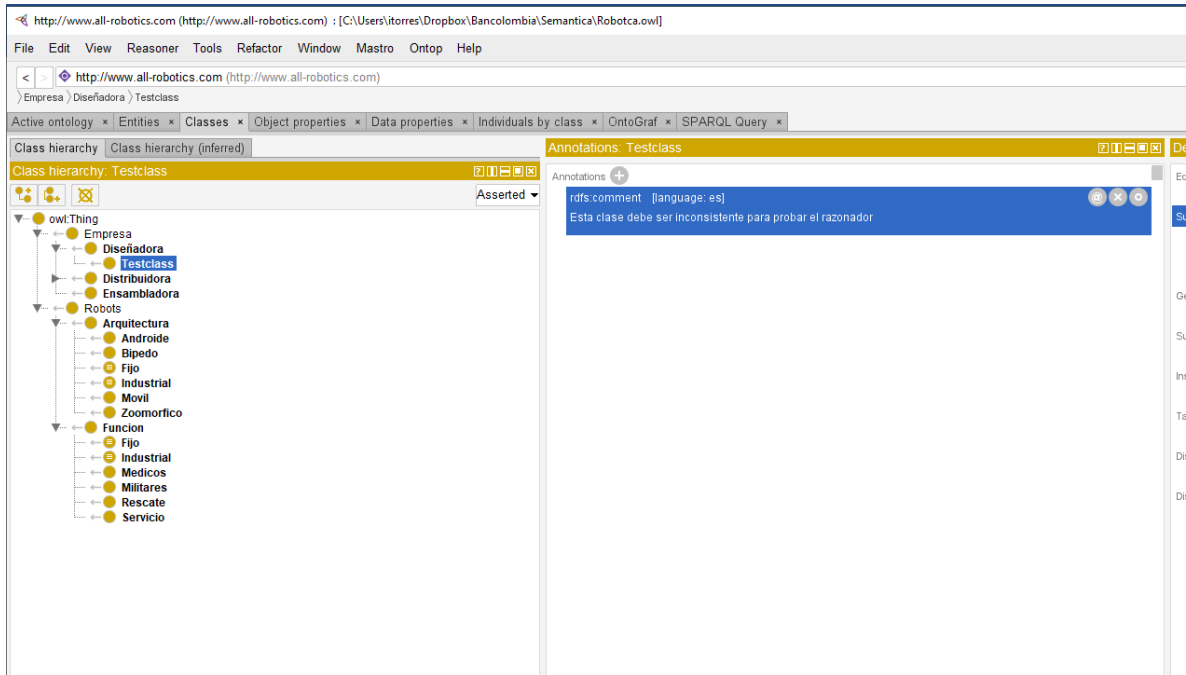 http://www.all-robotics.com (http://www.all-robotics.com) : [C:\Users\itorres\Dropbox\Bancolombia\Semantica\Robotca.owl]
File Edit View Reasoner Tools Refactor Window Mastro Ontop Help
< > http://www.all-robotics.com (http://www.all-robotics.com)
Empresa Diseñadora Testclass
Active ontology × Entities × Classes × Object properties × Data properties × Individuals by class × OntoGraf × SPARQL Query ×
Class hierarchy Class hierarchy (inferred)
Class hierarchy: Testclass
Asserted
owl:Thing
Empresa
Diseñadora
Testclass
Distribuidora
Ensambladora
Robots
Arquitectura
Androide
Bipedo
Fijo
Industrial
Movil
Zoomorfico
Funcion
Fijo
Industrial
Medicos
Militares
Rescate
Servicio
Annotations: Testclass
Annotations
rdfs:comment [language: es]
Esta clase debe ser inconsistente para probar el razonador